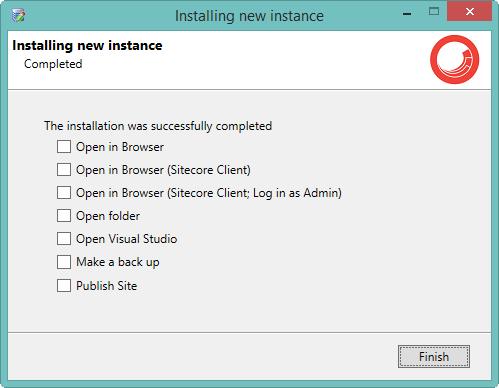 Installing new instance
Installing new instance
Completed
The installation was successfully completed
Open in Browser
Open in Browser (Sitecore Client)
Open in Browser (Sitecore Client; Log in as Admin)
Open folder
Open Visual Studio
Make a back up
Publish Site
Finish